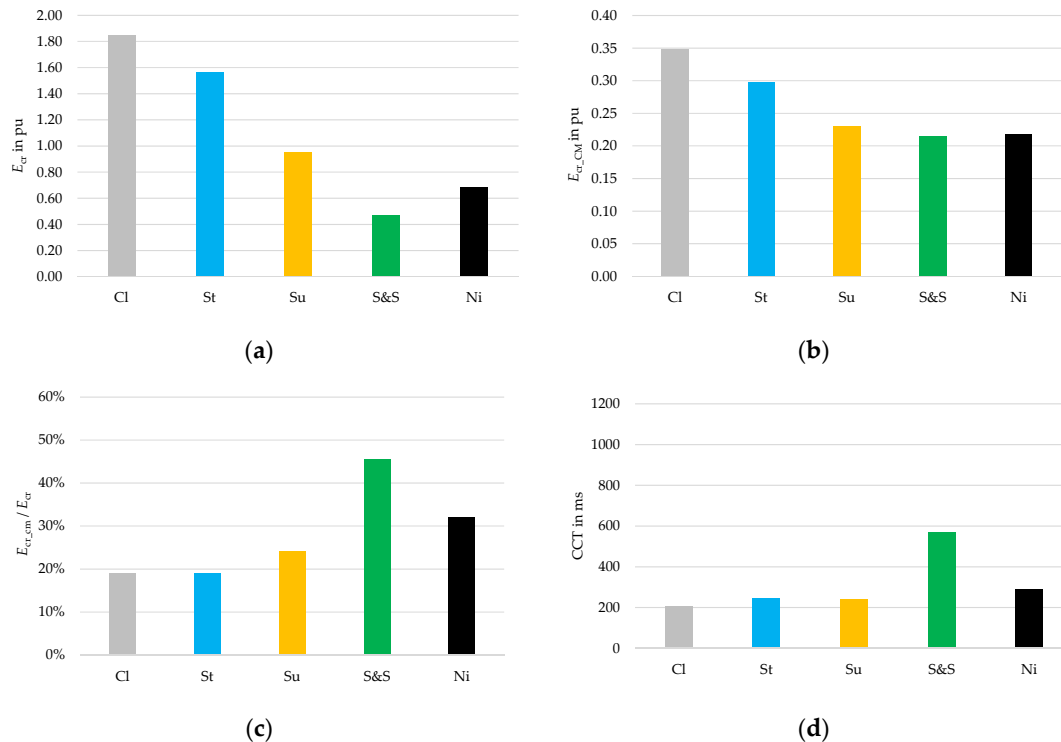 2.00
1.80
1.60
1.40
1.20
1.00
0.80
0.60
0.40
0.20
0.00
E_cr in pu
Cl St Su S&S Ni
(a)
0.40
0.35
0.30
0.25
0.20
0.15
0.10
0.05
0.00
E_cr_CM in pu
Cl St Su S&S Ni
(b)
60%
50%
40%
30%
20%
10%
0%
E_cr_cm / E_cr
Cl St Su S&S Ni
(c)
1200
1000
800
600
400
200
0
CCT in ms
Cl St Su S&S Ni
(d)